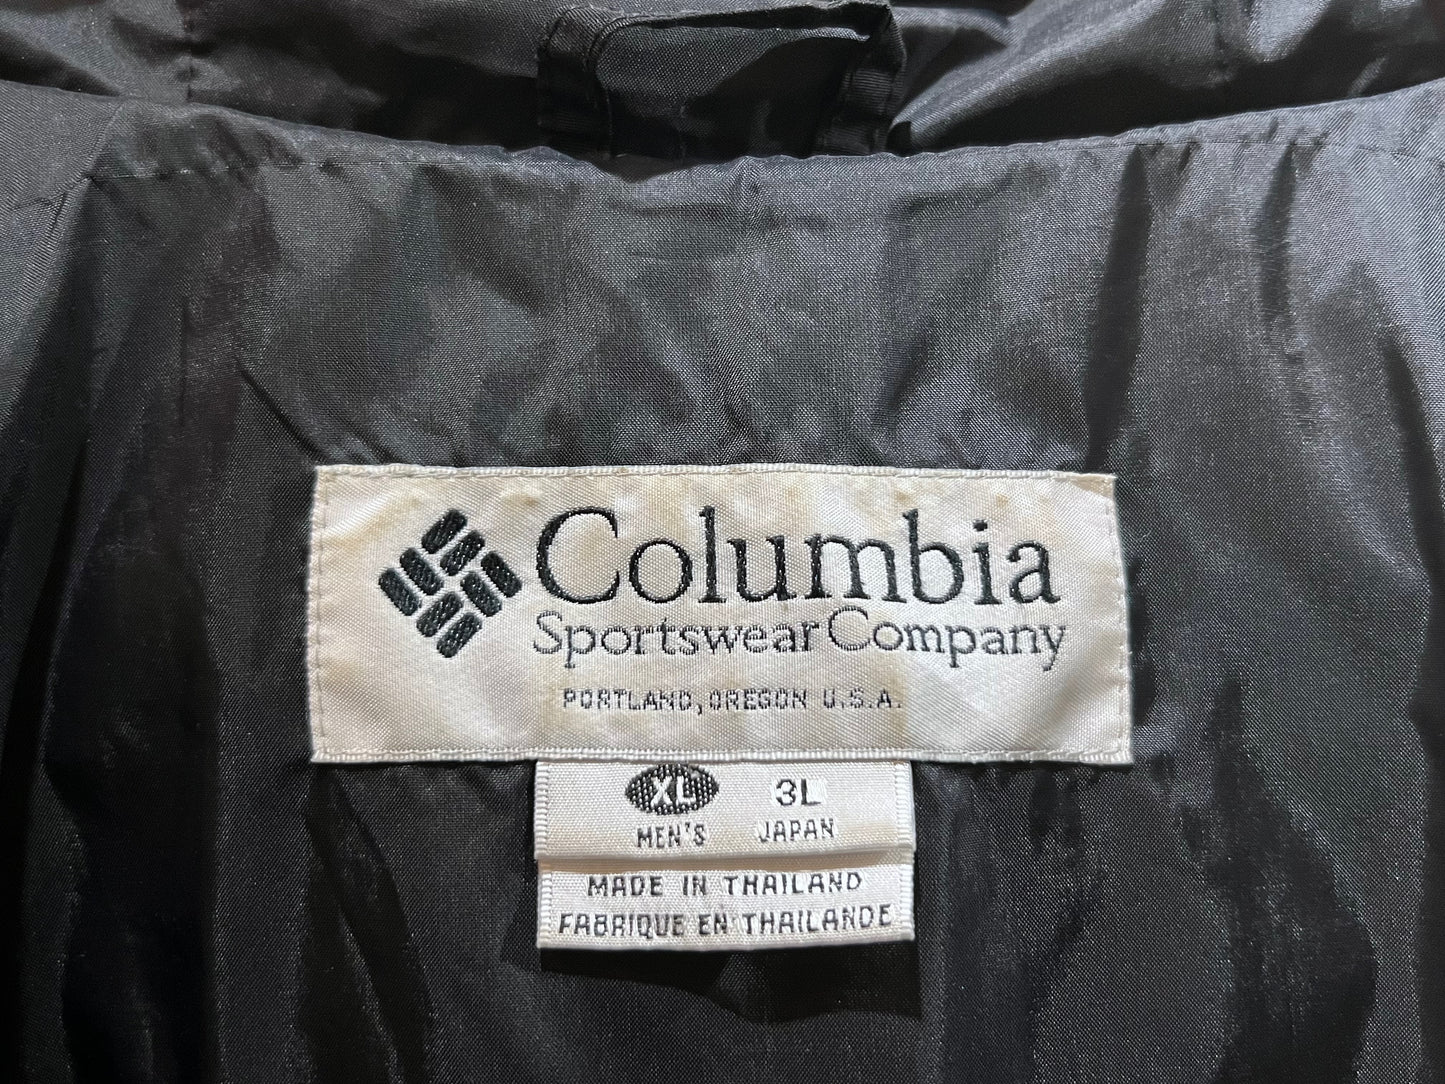 Columbia
Sportswear Company
PORTLAND, OREGON U.S.A.
XL 3L
MEN'S JAPAN
MADE IN THAILAND
FABRIQUE EN THAILANDE